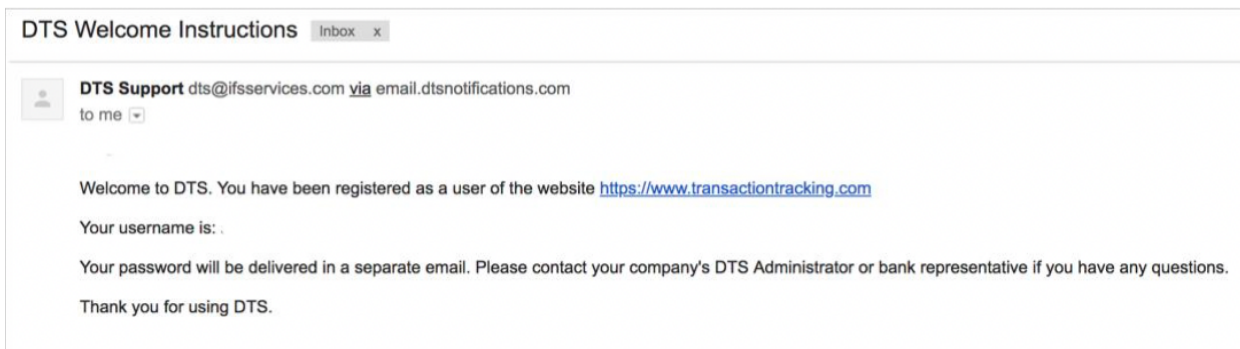 DTS Welcome Instructions Inbox x
DTS Support dts@ifsservices.com via email.dtsnotifications.com
to me
Welcome to DTS. You have been registered as a user of the website https://www.transactiontracking.com
Your username is: .
Your password will be delivered in a separate email. Please contact your company's DTS Administrator or bank representative if you have any questions.
Thank you for using DTS.